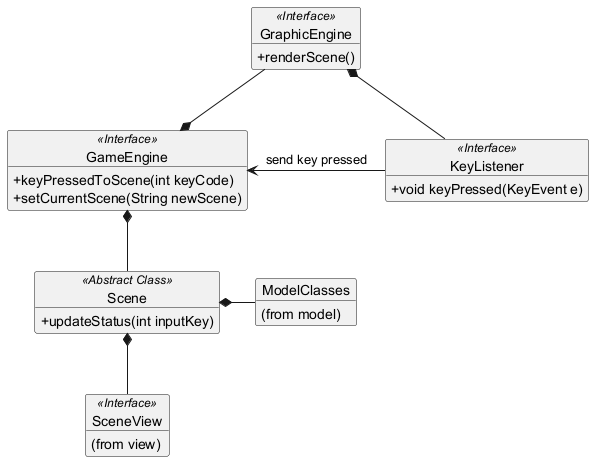 «Interface»
GraphicEngine
+renderScene()
«Interface»
GameEngine
+keyPressedToScene(int keyCode)
+setCurrentScene(String newScene)
send key pressed
«Interface»
KeyListener
+void keyPressed(KeyEvent e)
«Abstract Class»
Scene
+updateStatus(int inputKey)
ModelClasses
(from model)
«Interface»
SceneView
(from view)